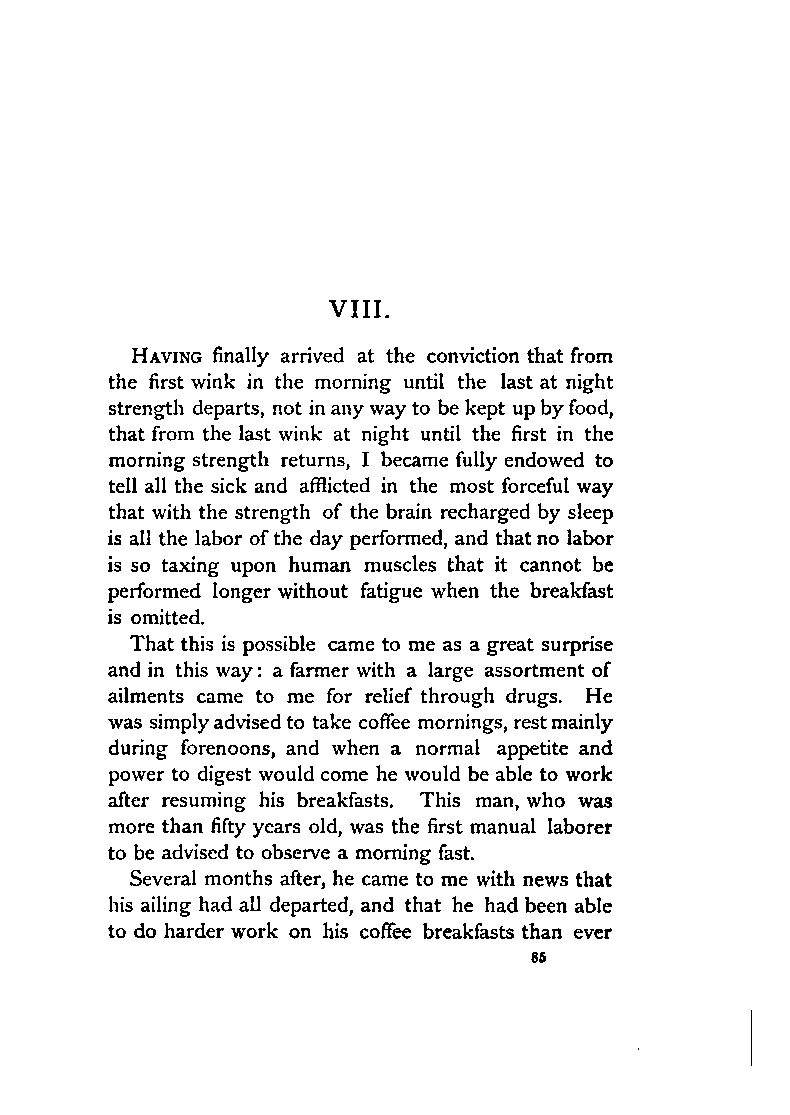 VIII.
HAVING finally arrived at the conviction that from
the first wink in the morning until the last at night
strength departs, not in any way to be kept up by food,
that from the last wink at night until the first in the
morning strength returns, I became fully endowed to
tell all the sick and afflicted in the most forceful way
that with the strength of the brain recharged by sleep
is all the labor of the day performed, and that no labor
is so taxing upon human muscles that it cannot be
performed longer without fatigue when the breakfast
is omitted.
That this is possible came to me as a great surprise
and in this way: a farmer with a large assortment of
ailments came to me for relief through drugs. He
was simply advised to take coffee mornings, rest mainly
during forenoons, and when a normal appetite and
power to digest would come he would be able to work
after resuming his breakfasts. This man, who was
more than fifty years old, was the first manual laborer
to be advised to observe a morning fast.
Several months after, he came to me with news that
his ailing had all departed, and that he had been able
to do harder work on his coffee breakfasts than ever
85